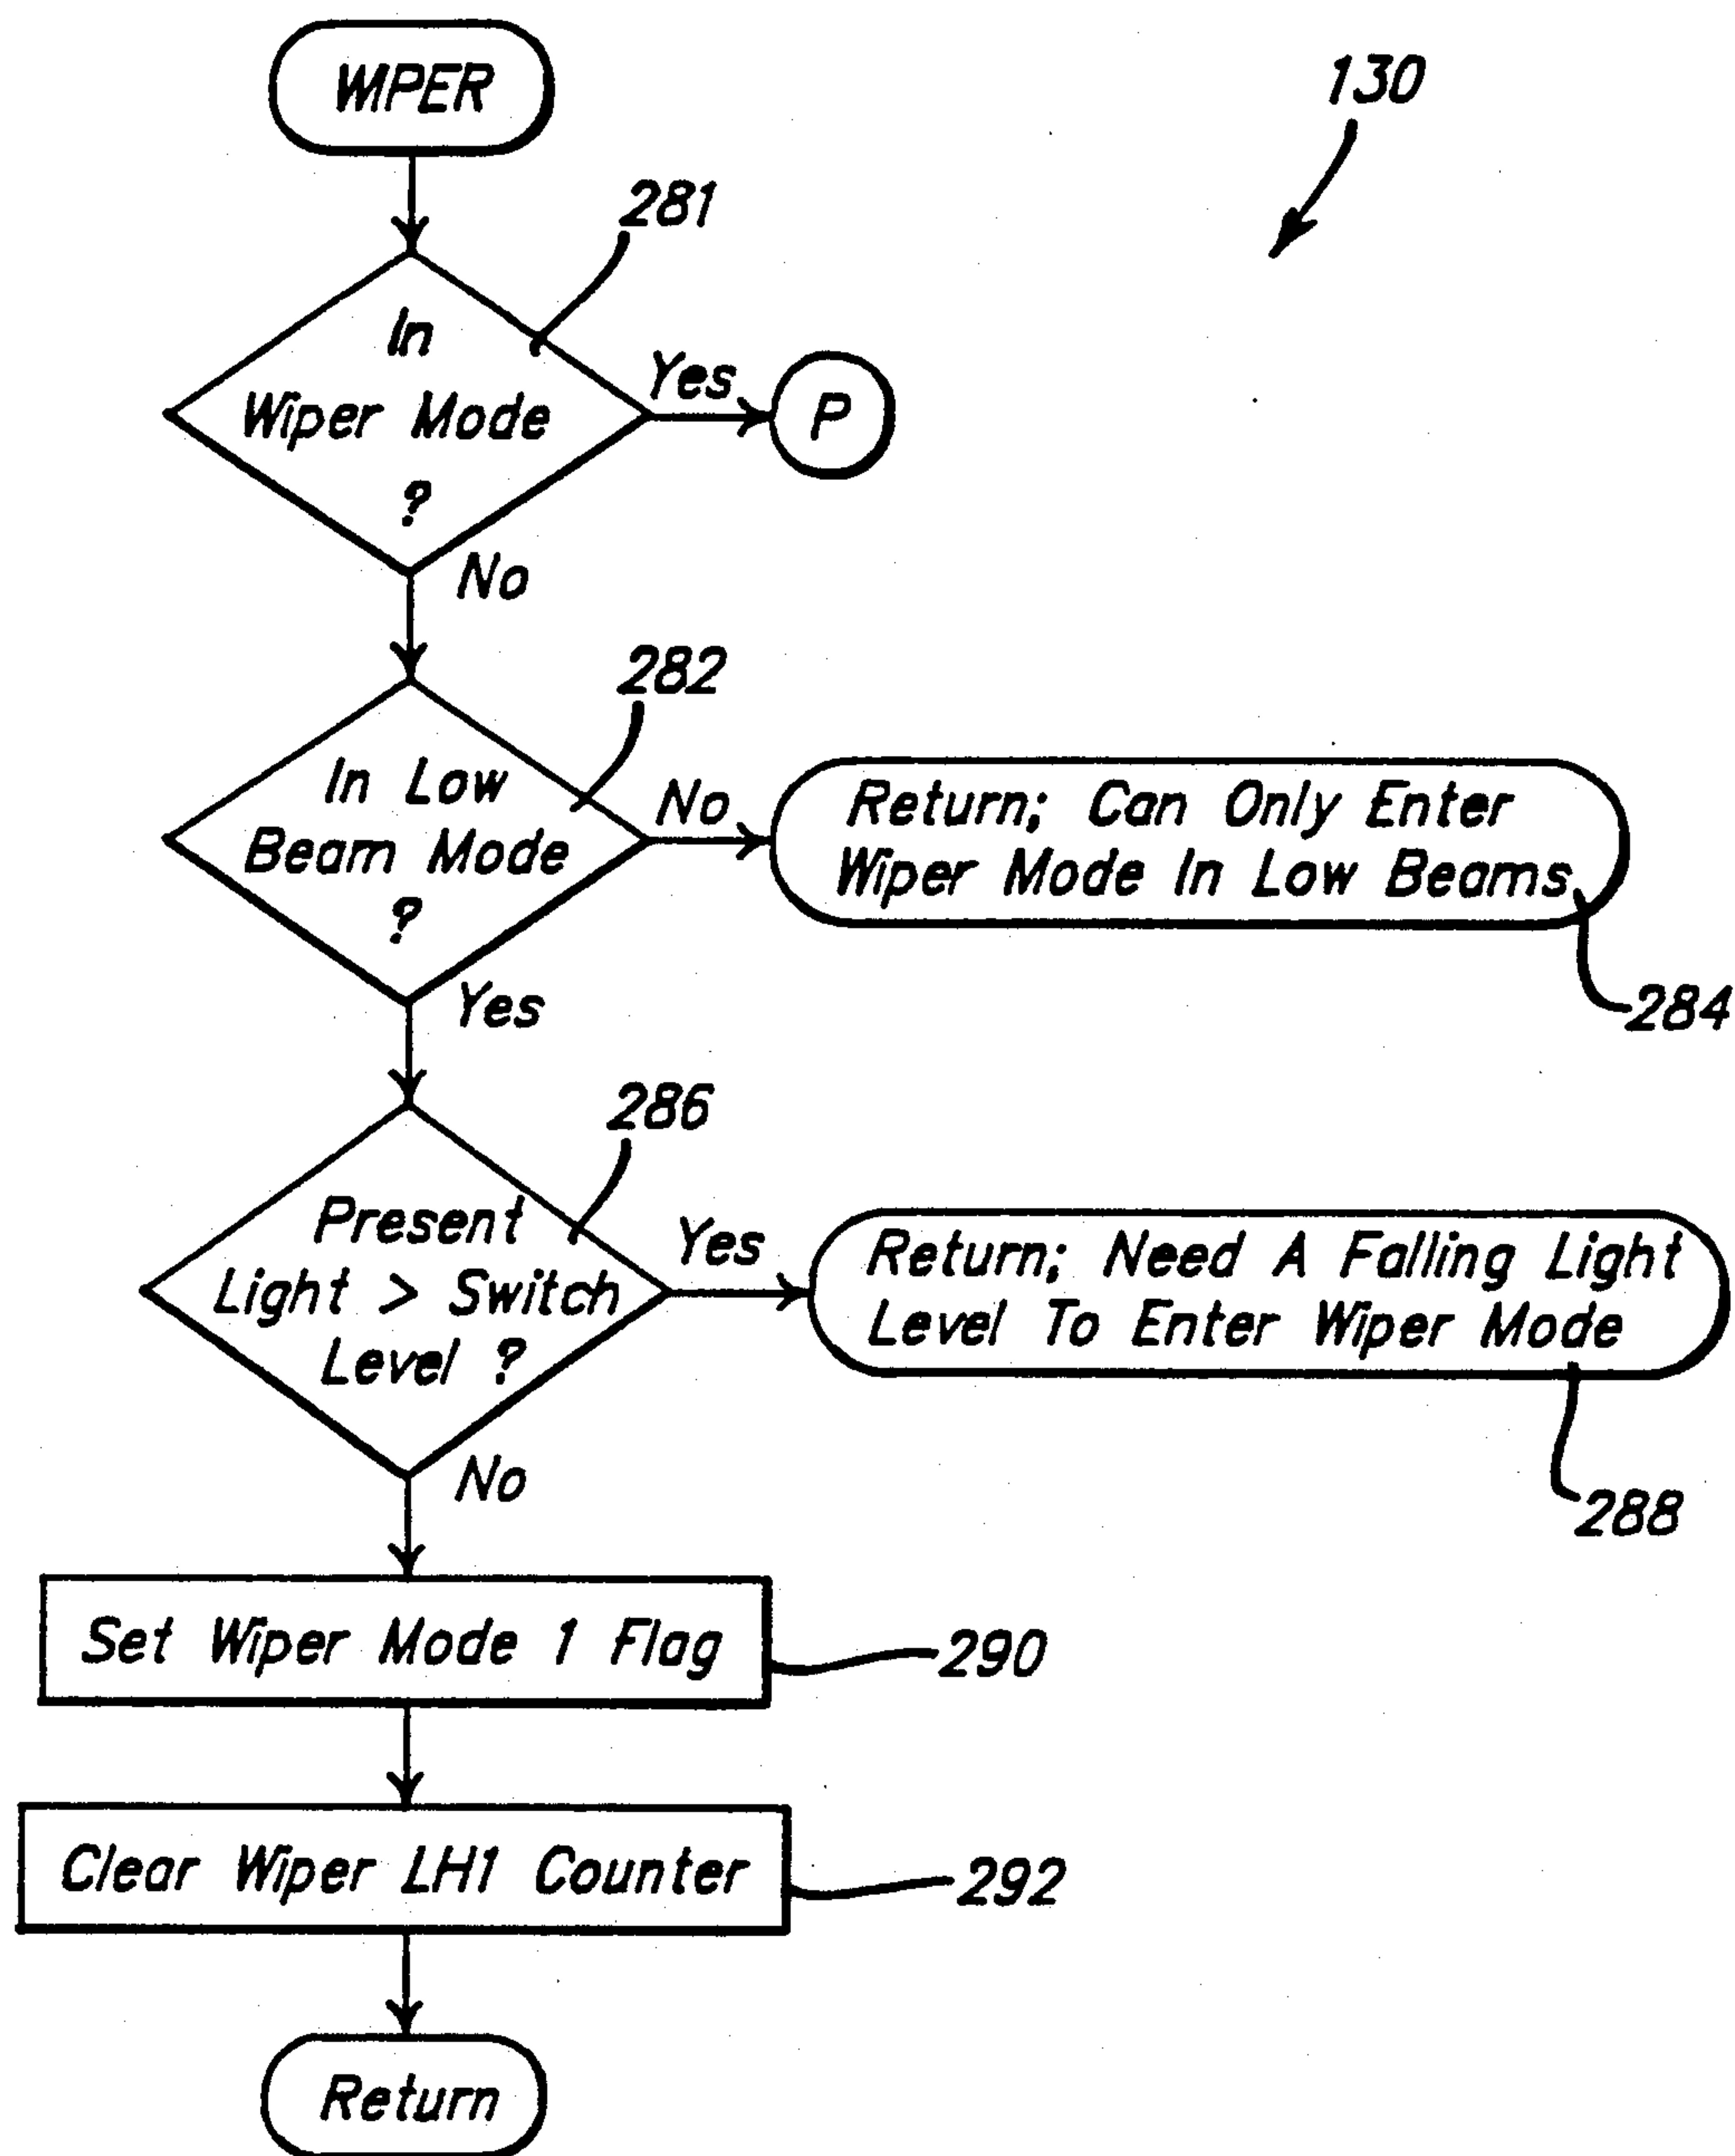 WIPER
130
281
In
Wiper Mode
?
Yes
P
No
282
In Low
Beam Mode
?
No
Return; Can Only Enter
Wiper Mode In Low Beams
284
Yes
286
Present
Light > Switch
Level ?
Yes
Return; Need A Falling Light
Level To Enter Wiper Mode
288
No
Set Wiper Mode 1 Flag
290
Clear Wiper LH1 Counter
292
Return